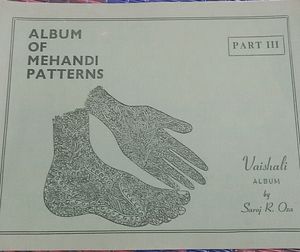 ALBUM
OF
MEHANDI
PATTERNS
PART III
Vaishali
ALBUM
by
Saroj R. Oza